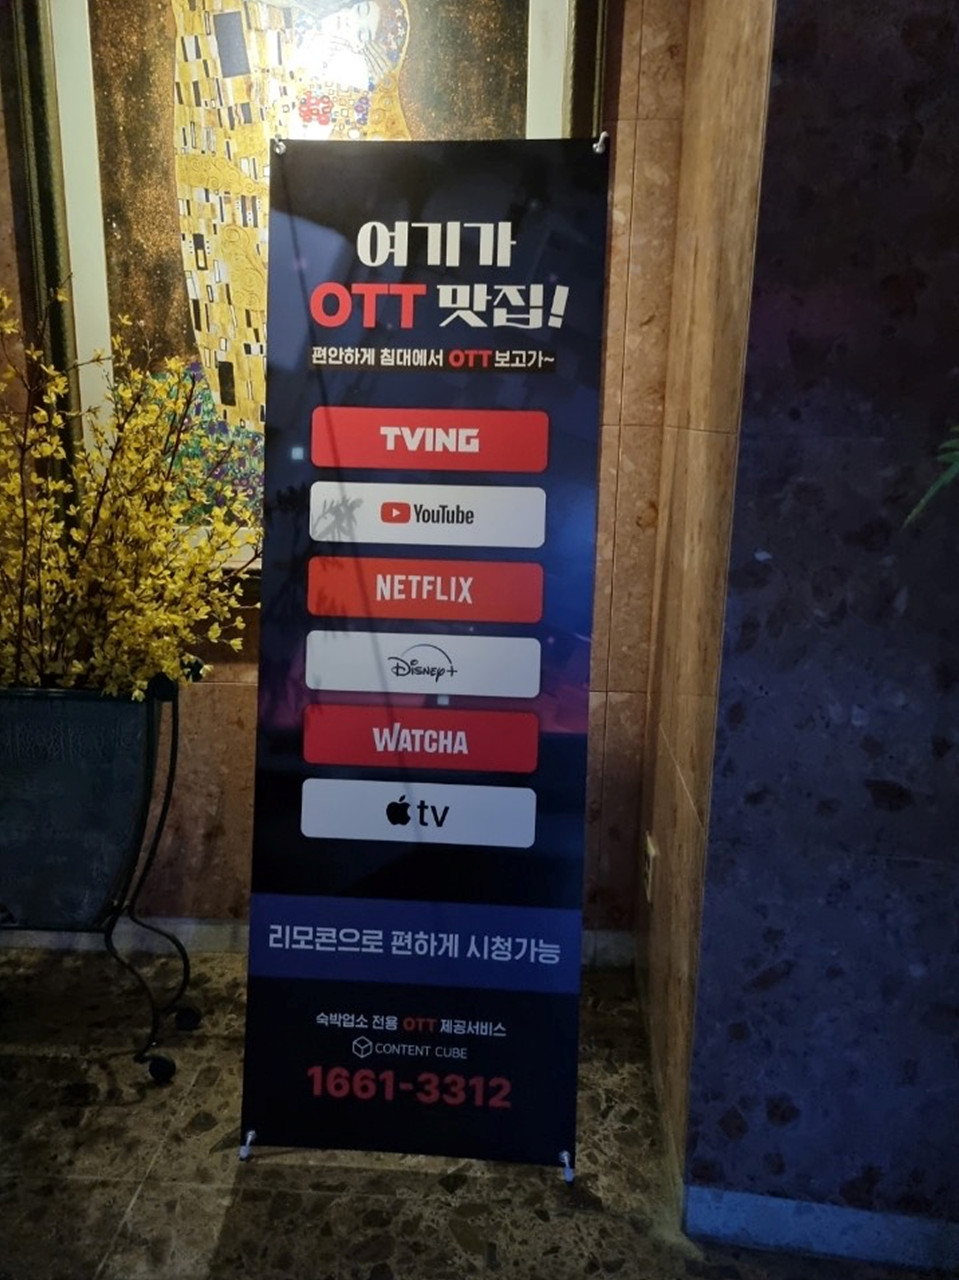 여기가
OTT 맛집!
편안하게 침대에서 OTT 보고가~
TVING
YouTube
NETFLIX
Disney+
WATCHA
tv
리모콘으로 편하게 시청가능
숙박업소 전용 OTT 제공서비스
CONTENT CUBE
1661-3312